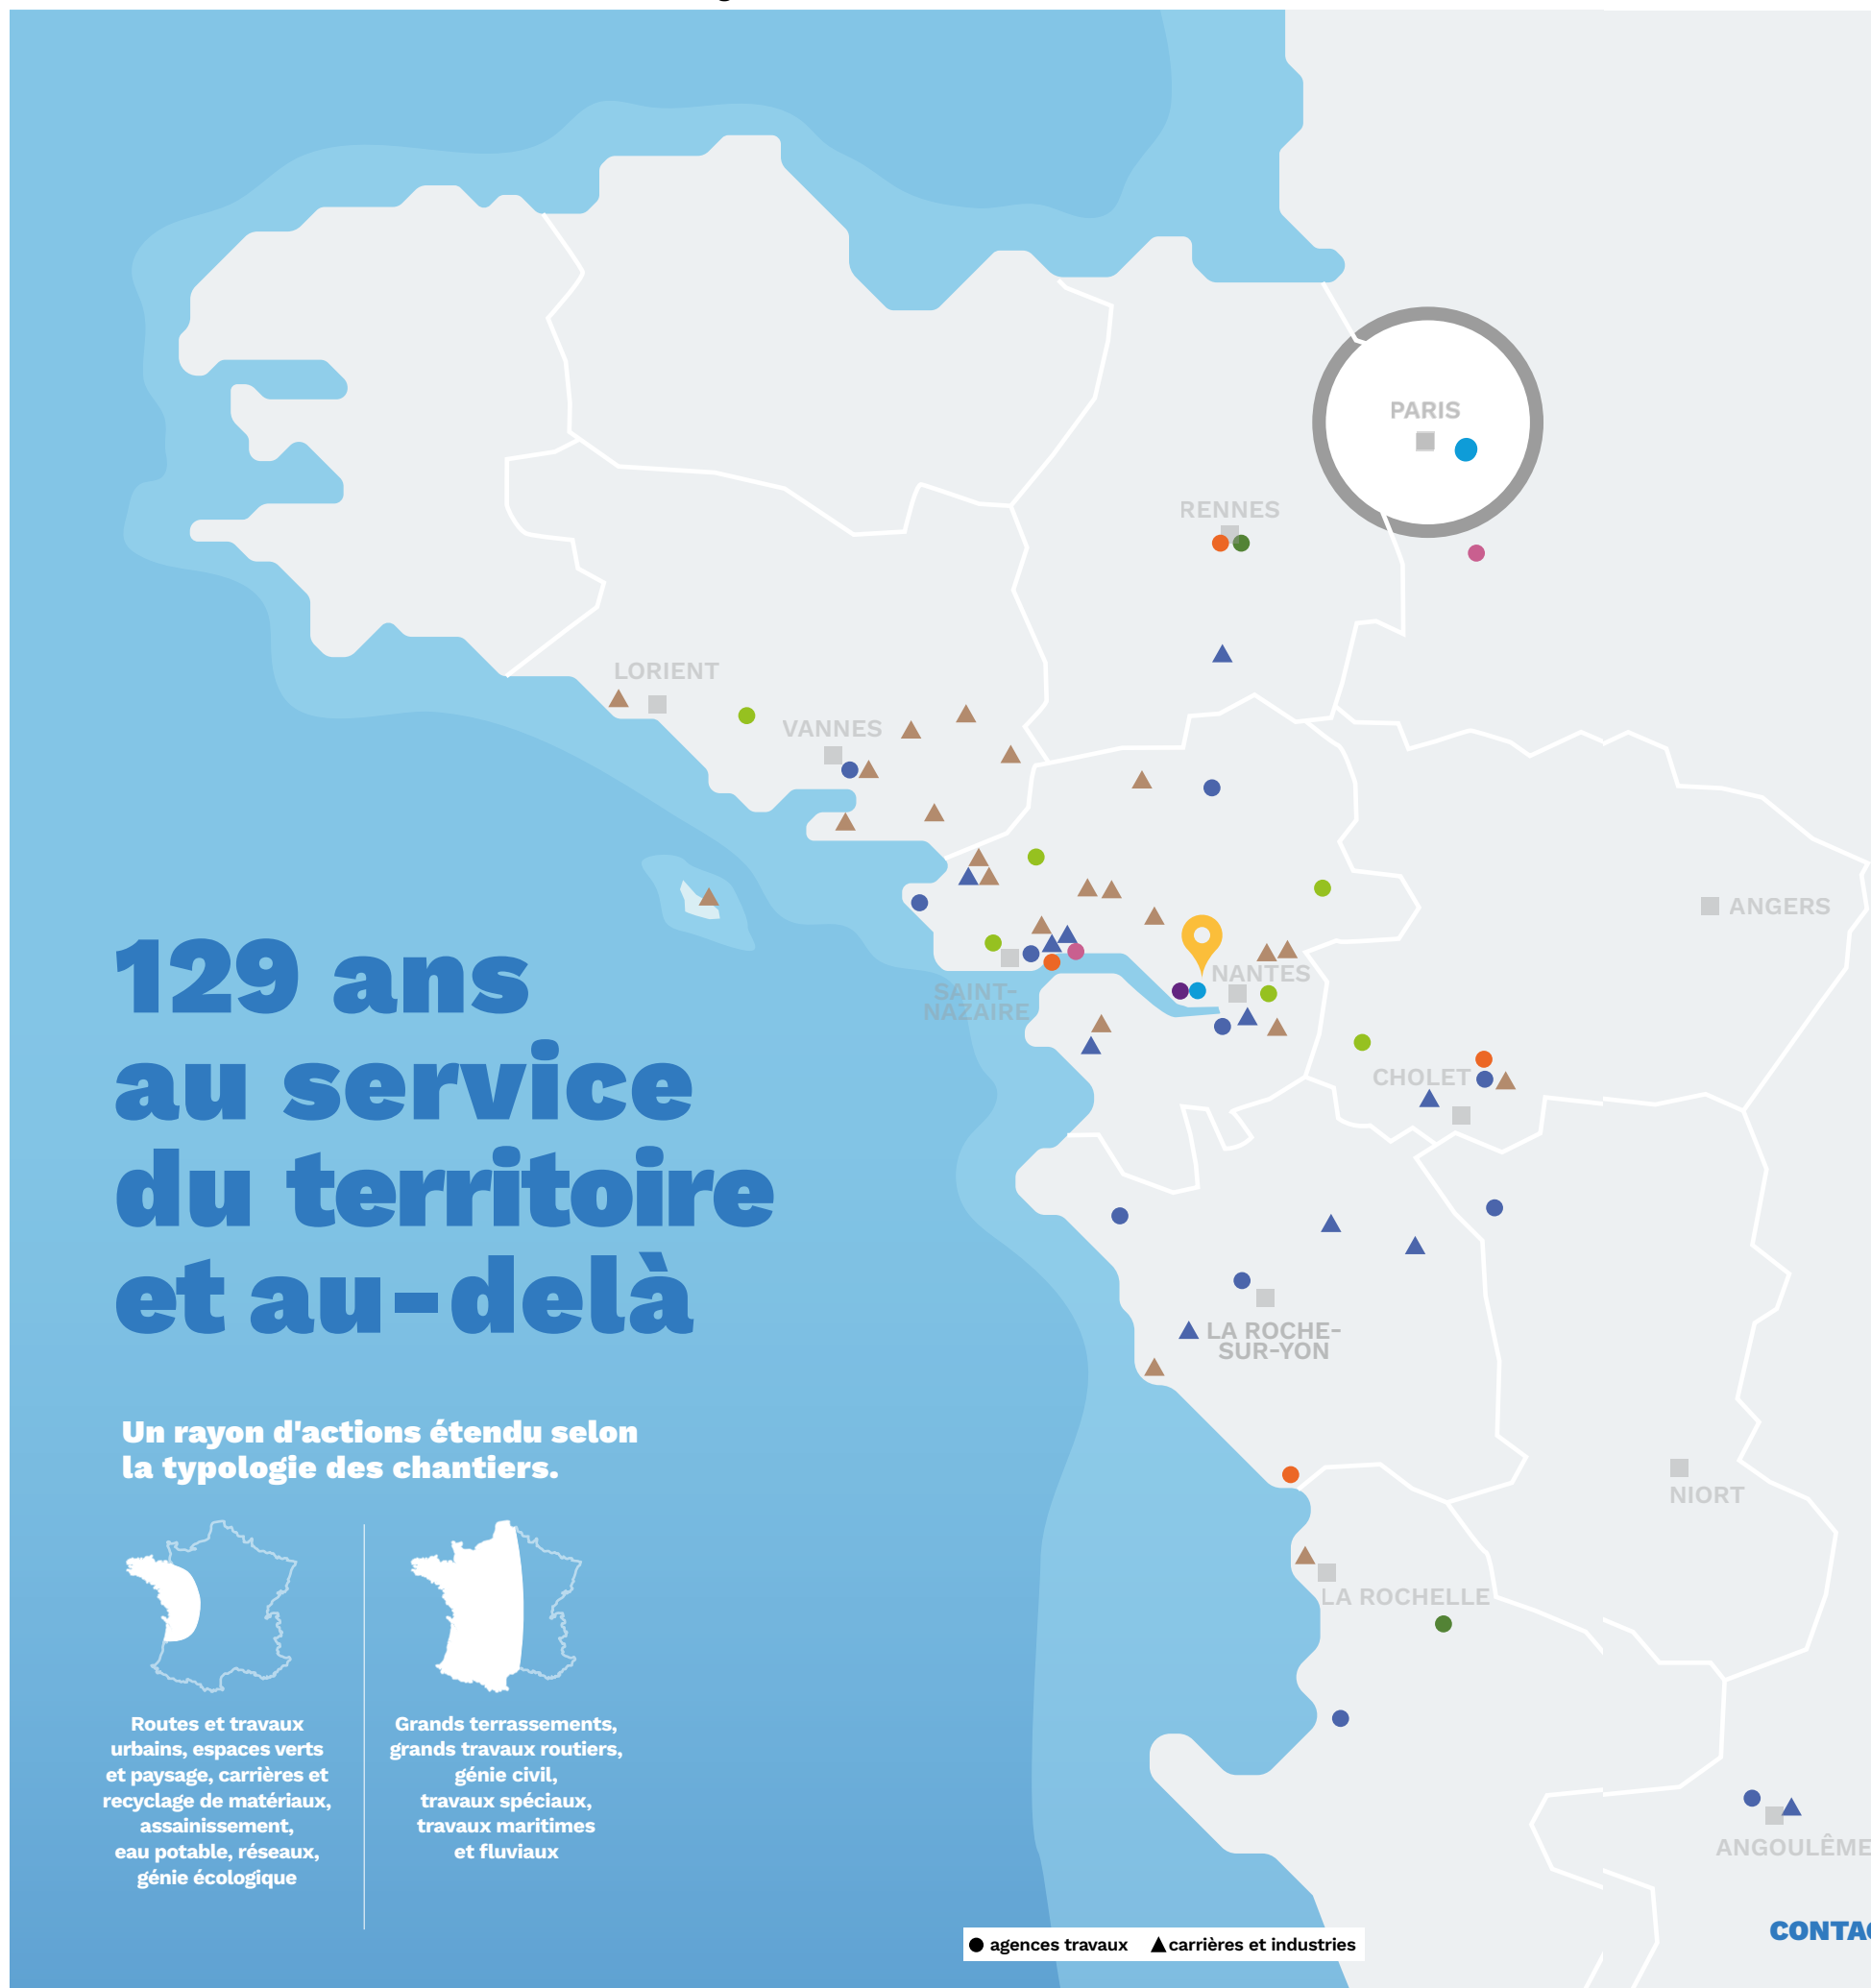 PARIS
RENNES
LORIENT
VANNES
ANGERS
NANTES
SAINT-
NAZAIRE
CHOLET
LA ROCHE-
SUR-YON
NIORT
LA ROCHELLE
ANGOULÊME
129 ans
au service
du territoire
et au-delà
Un rayon d'actions étendu selon
la typologie des chantiers.
Routes et travaux
urbains, espaces verts
et paysage, carrières et
recyclage de matériaux,
assainissement,
eau potable, réseaux,
génie écologique
Grands terrassements,
grands travaux routiers,
génie civil,
travaux spéciaux,
travaux maritimes
et fluviaux
agences travaux carrières et industries